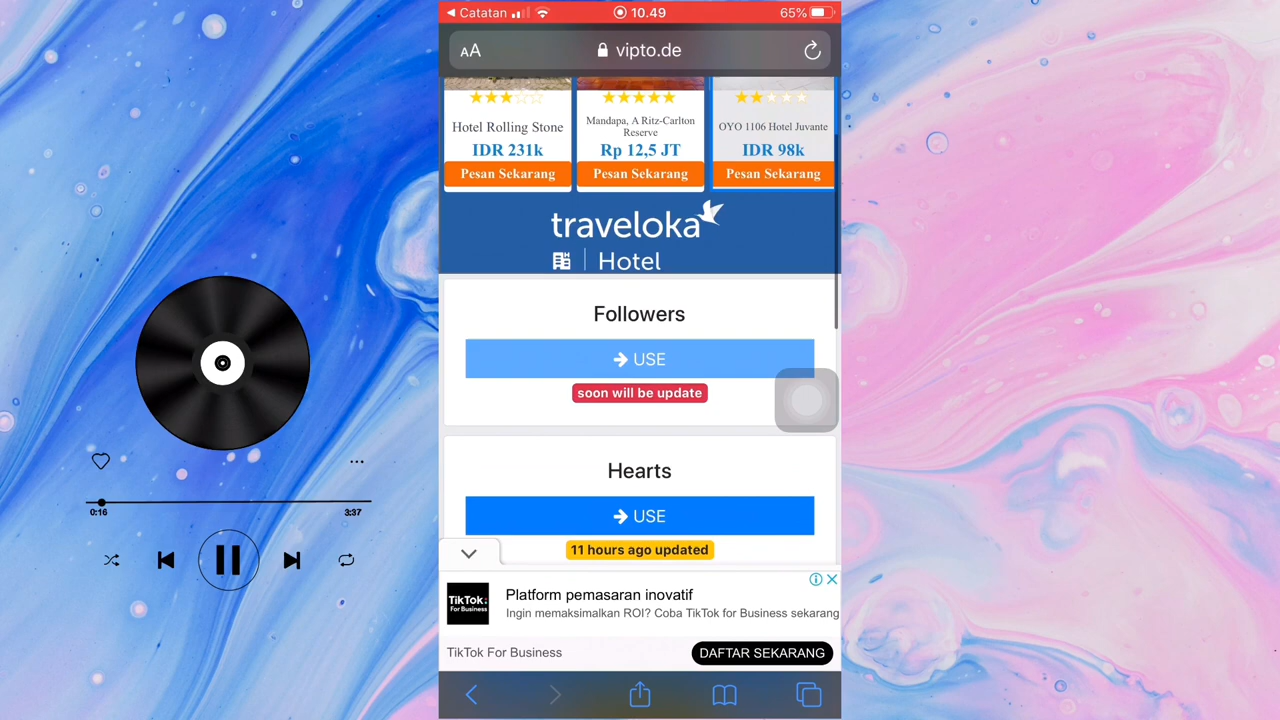 Catatan
10.49
65%
AA
vipto.de
Hotel Rolling Stone
IDR 231k
Pesan Sekarang
Mandapa, A Ritz-Carlton
Reserve
Rp 12,5 JT
Pesan Sekarang
OYO 1106 Hotel Juvante
IDR 98k
Pesan Sekarang
traveloka
Hotel
Followers
USE
soon will be update
Hearts
USE
11 hours ago updated
TikTok:
For Business
Platform pemasaran inovatif
Ingin memaksimalkan ROI? Coba TikTok for Business sekarang
TikTok For Business
DAFTAR SEKARANG
0:16
3:37